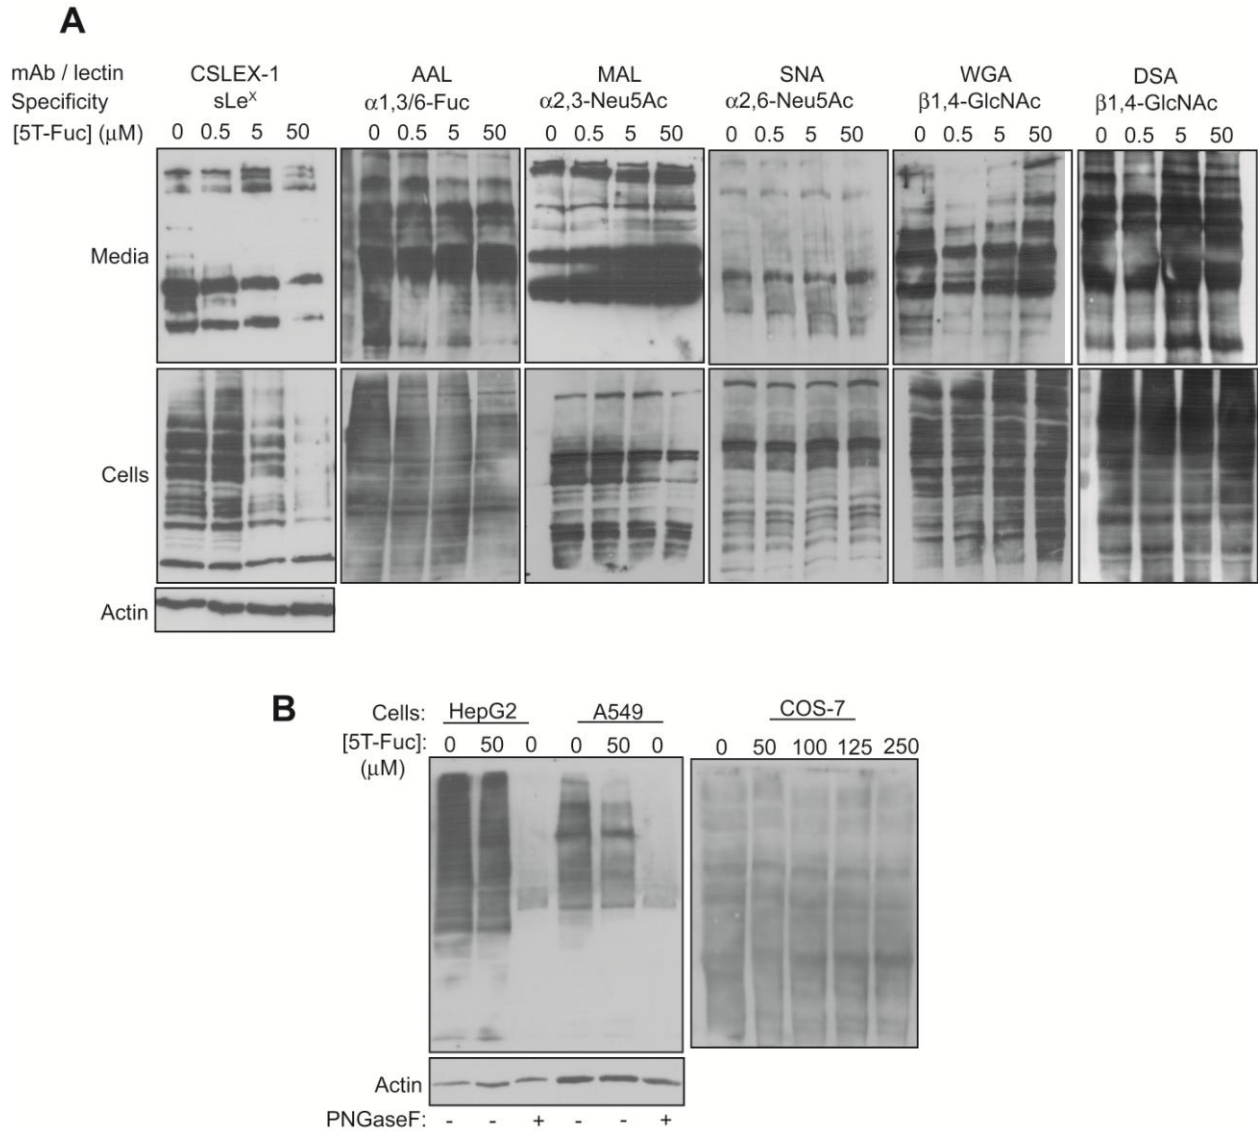 A
mAb / lectin CSLEX-1 AAL MAL SNA WGA DSA
Specificity sLeX α1,3/6-Fuc α2,3-Neu5Ac α2,6-Neu5Ac β1,4-GlcNAc β1,4-GlcNAc
[5T-Fuc] (μM) 0 0.5 5 50 0 0.5 5 50 0 0.5 5 50 0 0.5 5 50 0 0.5 5 50 0 0.5 5 50
Media
Cells
Actin
B
Cells: HepG2 A549 COS-7
[5T-Fuc]: 0 50 0 0 50 0 0 50 100 125 250
(μM)
Actin
PNGaseF: - - + - - +